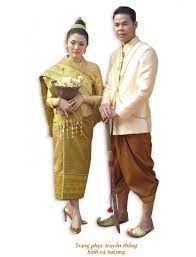 Trang phục truyền thống
Sinh và SaLong